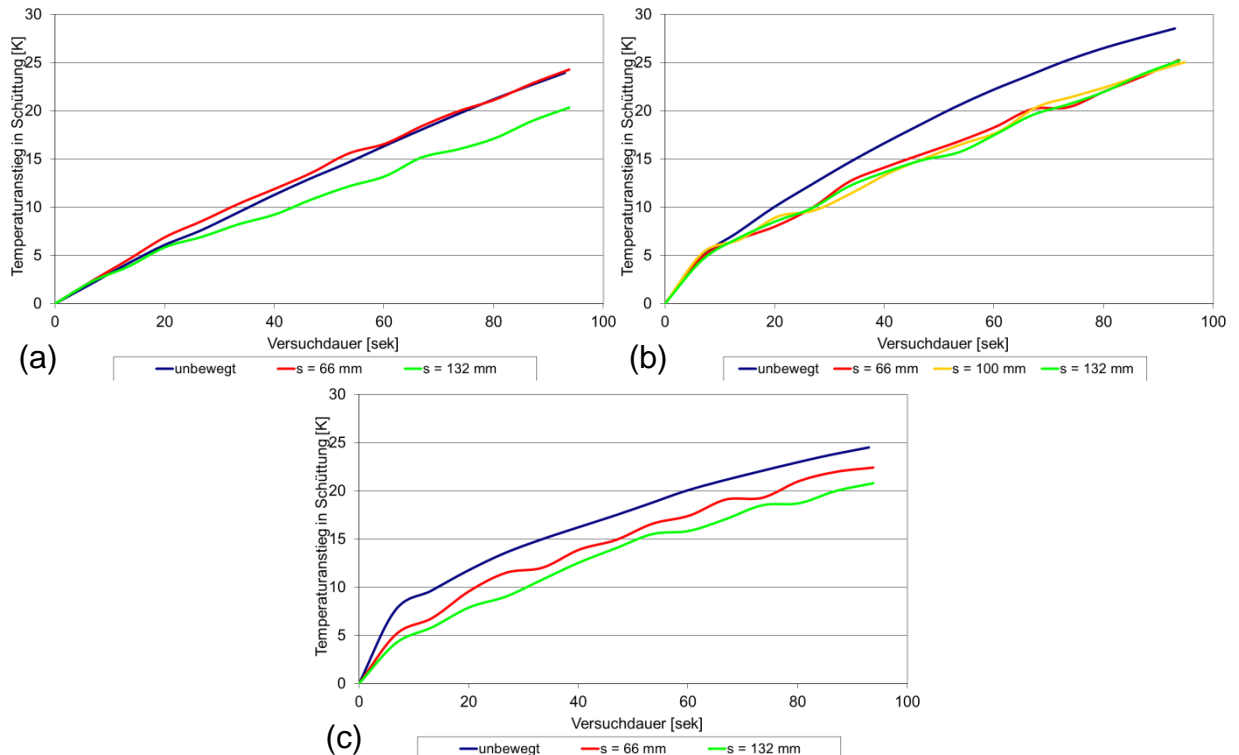 Temperaturanstieg in Schüttung [K]
30
25
20
15
10
5
0
0 20 40 60 80 100
Versuchdauer [sek]
(a)
unbewegt s = 66 mm s = 132 mm
Temperaturanstieg in Schüttung [K]
30
25
20
15
10
5
0
0 20 40 60 80 100
Versuchdauer [sek]
(b)
unbewegt s = 66 mm s = 100 mm s = 132 mm
Temperaturanstieg in Schüttung [K]
30
25
20
15
10
5
0
0 20 40 60 80 100
Versuchdauer [sek]
(c)
unbewegt s = 66 mm s = 132 mm